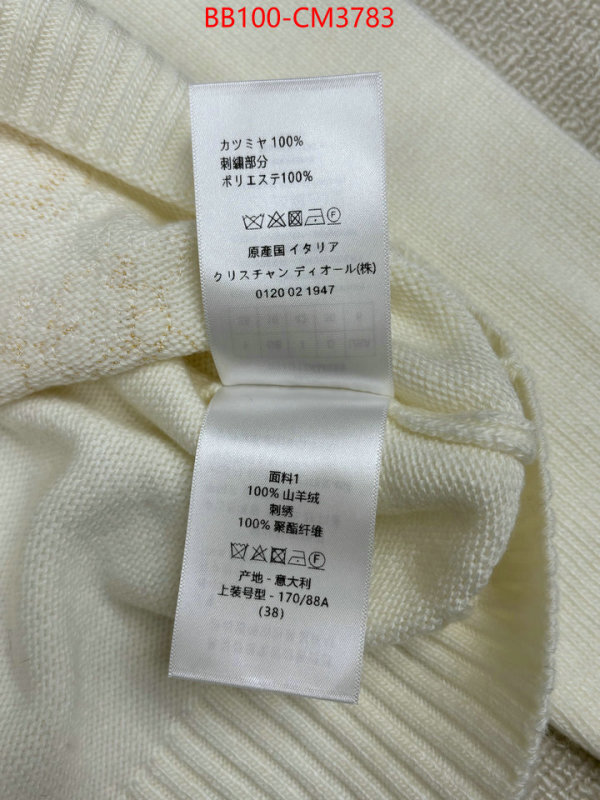 BB100-CM3783
カツミヤ 100%
刺繍部分
ポリエステ100%
原産国 イタリア
クリスチャン ディオール(株)
0120 02 1947
面料1
100% 山羊绒
刺绣
100% 聚酯纤维
产地 - 意大利
上装号型 - 170/88A
(38)